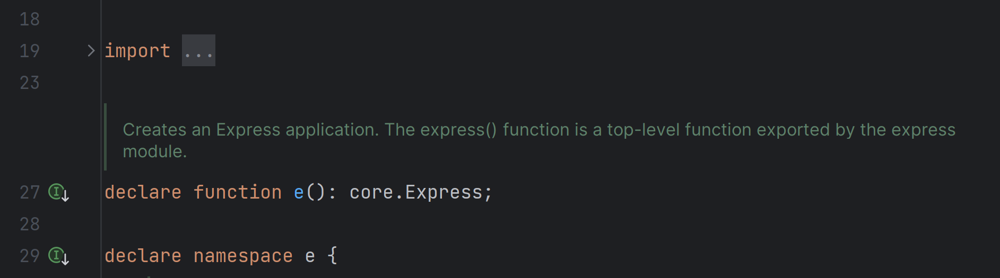 18
19 import ...
23
Creates an Express application. The express() function is a top-level function exported by the express
module.
27 declare function e(): core.Express;
28
29 declare namespace e {